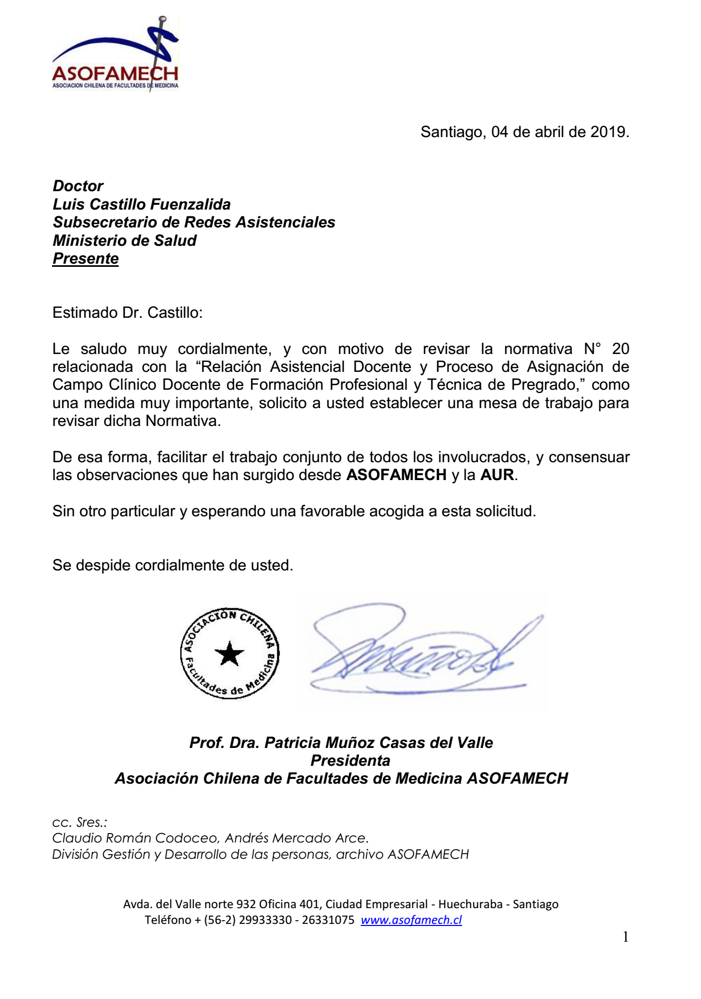 ASOFAMECH
ASOCIACION CHILENA DE FACULTADES DE MEDICINA
Santiago, 04 de abril de 2019.
Doctor
Luis Castillo Fuenzalida
Subsecretario de Redes Asistenciales
Ministerio de Salud
Presente
Estimado Dr. Castillo:
Le saludo muy cordialmente, y con motivo de revisar la normativa N° 20
relacionada con la “Relación Asistencial Docente y Proceso de Asignación de
Campo Clínico Docente de Formación Profesional y Técnica de Pregrado,” como
una medida muy importante, solicito a usted establecer una mesa de trabajo para
revisar dicha Normativa.
De esa forma, facilitar el trabajo conjunto de todos los involucrados, y consensuar
las observaciones que han surgido desde ASOFAMECH y la AUR.
Sin otro particular y esperando una favorable acogida a esta solicitud.
Se despide cordialmente de usted.
ASOCIACIÓN CHILENA
Facultades de Medicina
Prof. Dra. Patricia Muñoz Casas del Valle
Presidenta
Asociación Chilena de Facultades de Medicina ASOFAMECH
cc. Sres.:
Claudio Román Codoceo, Andrés Mercado Arce.
División Gestión y Desarrollo de las personas, archivo ASOFAMECH
Avda. del Valle norte 932 Oficina 401, Ciudad Empresarial - Huechuraba - Santiago
Teléfono + (56-2) 29933330 - 26331075 www.asofamech.cl
1